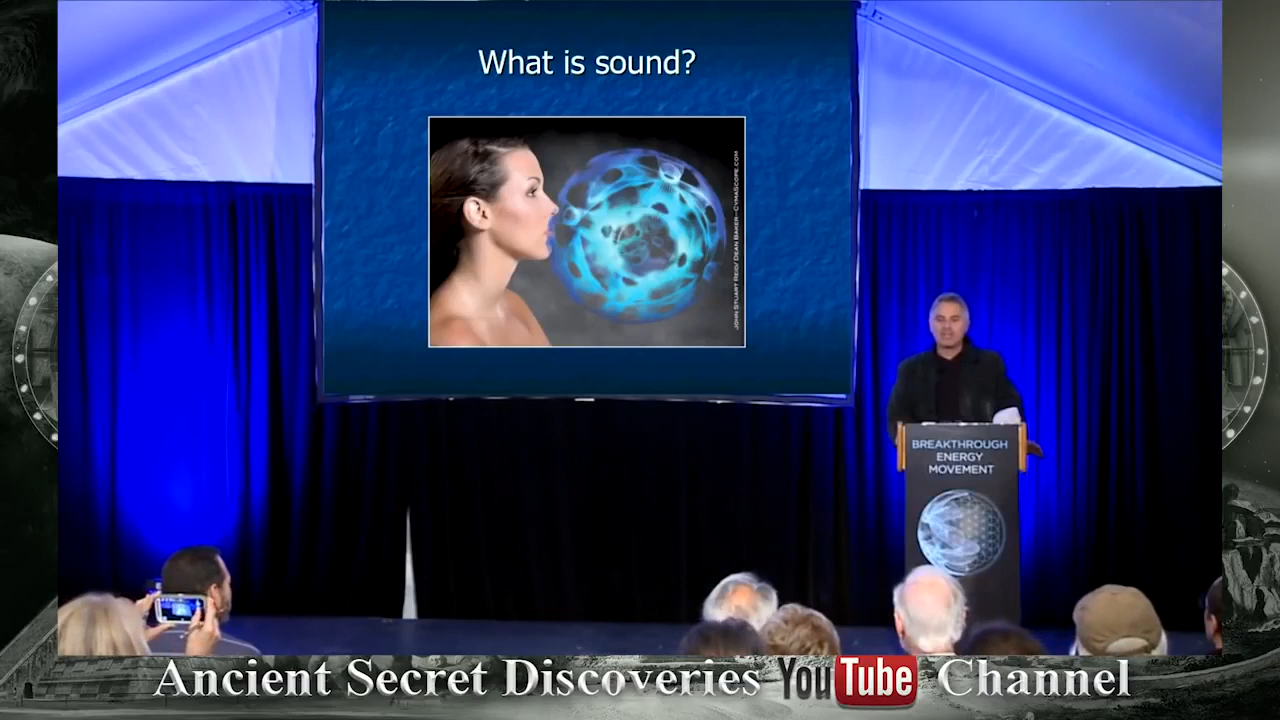 What is sound?
John Stuart Reid/ Dean Baker—CymaScope.com
BREAKTHROUGH
ENERGY
MOVEMENT
Ancient Secret Discoveries YouTube Channel